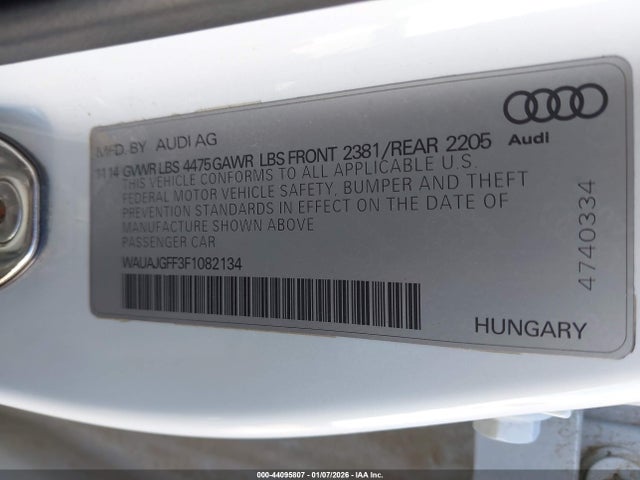 MFD. BY AUDI AG
Audi
11 14 GVWR LBS 4475 GAWR LBS FRONT 2381/REAR 2205
THIS VEHICLE CONFORMS TO ALL APPLICABLE U.S.
FEDERAL MOTOR VEHICLE SAFETY, BUMPER AND THEFT
PREVENTION STANDARDS IN EFFECT ON THE DATE OF
MANUFACTURE SHOWN ABOVE
PASSENGER CAR
WAUAJGFF3F1082134
4740334
HUNGARY
000-44095807 - 01/07/2026 - IAA Inc.